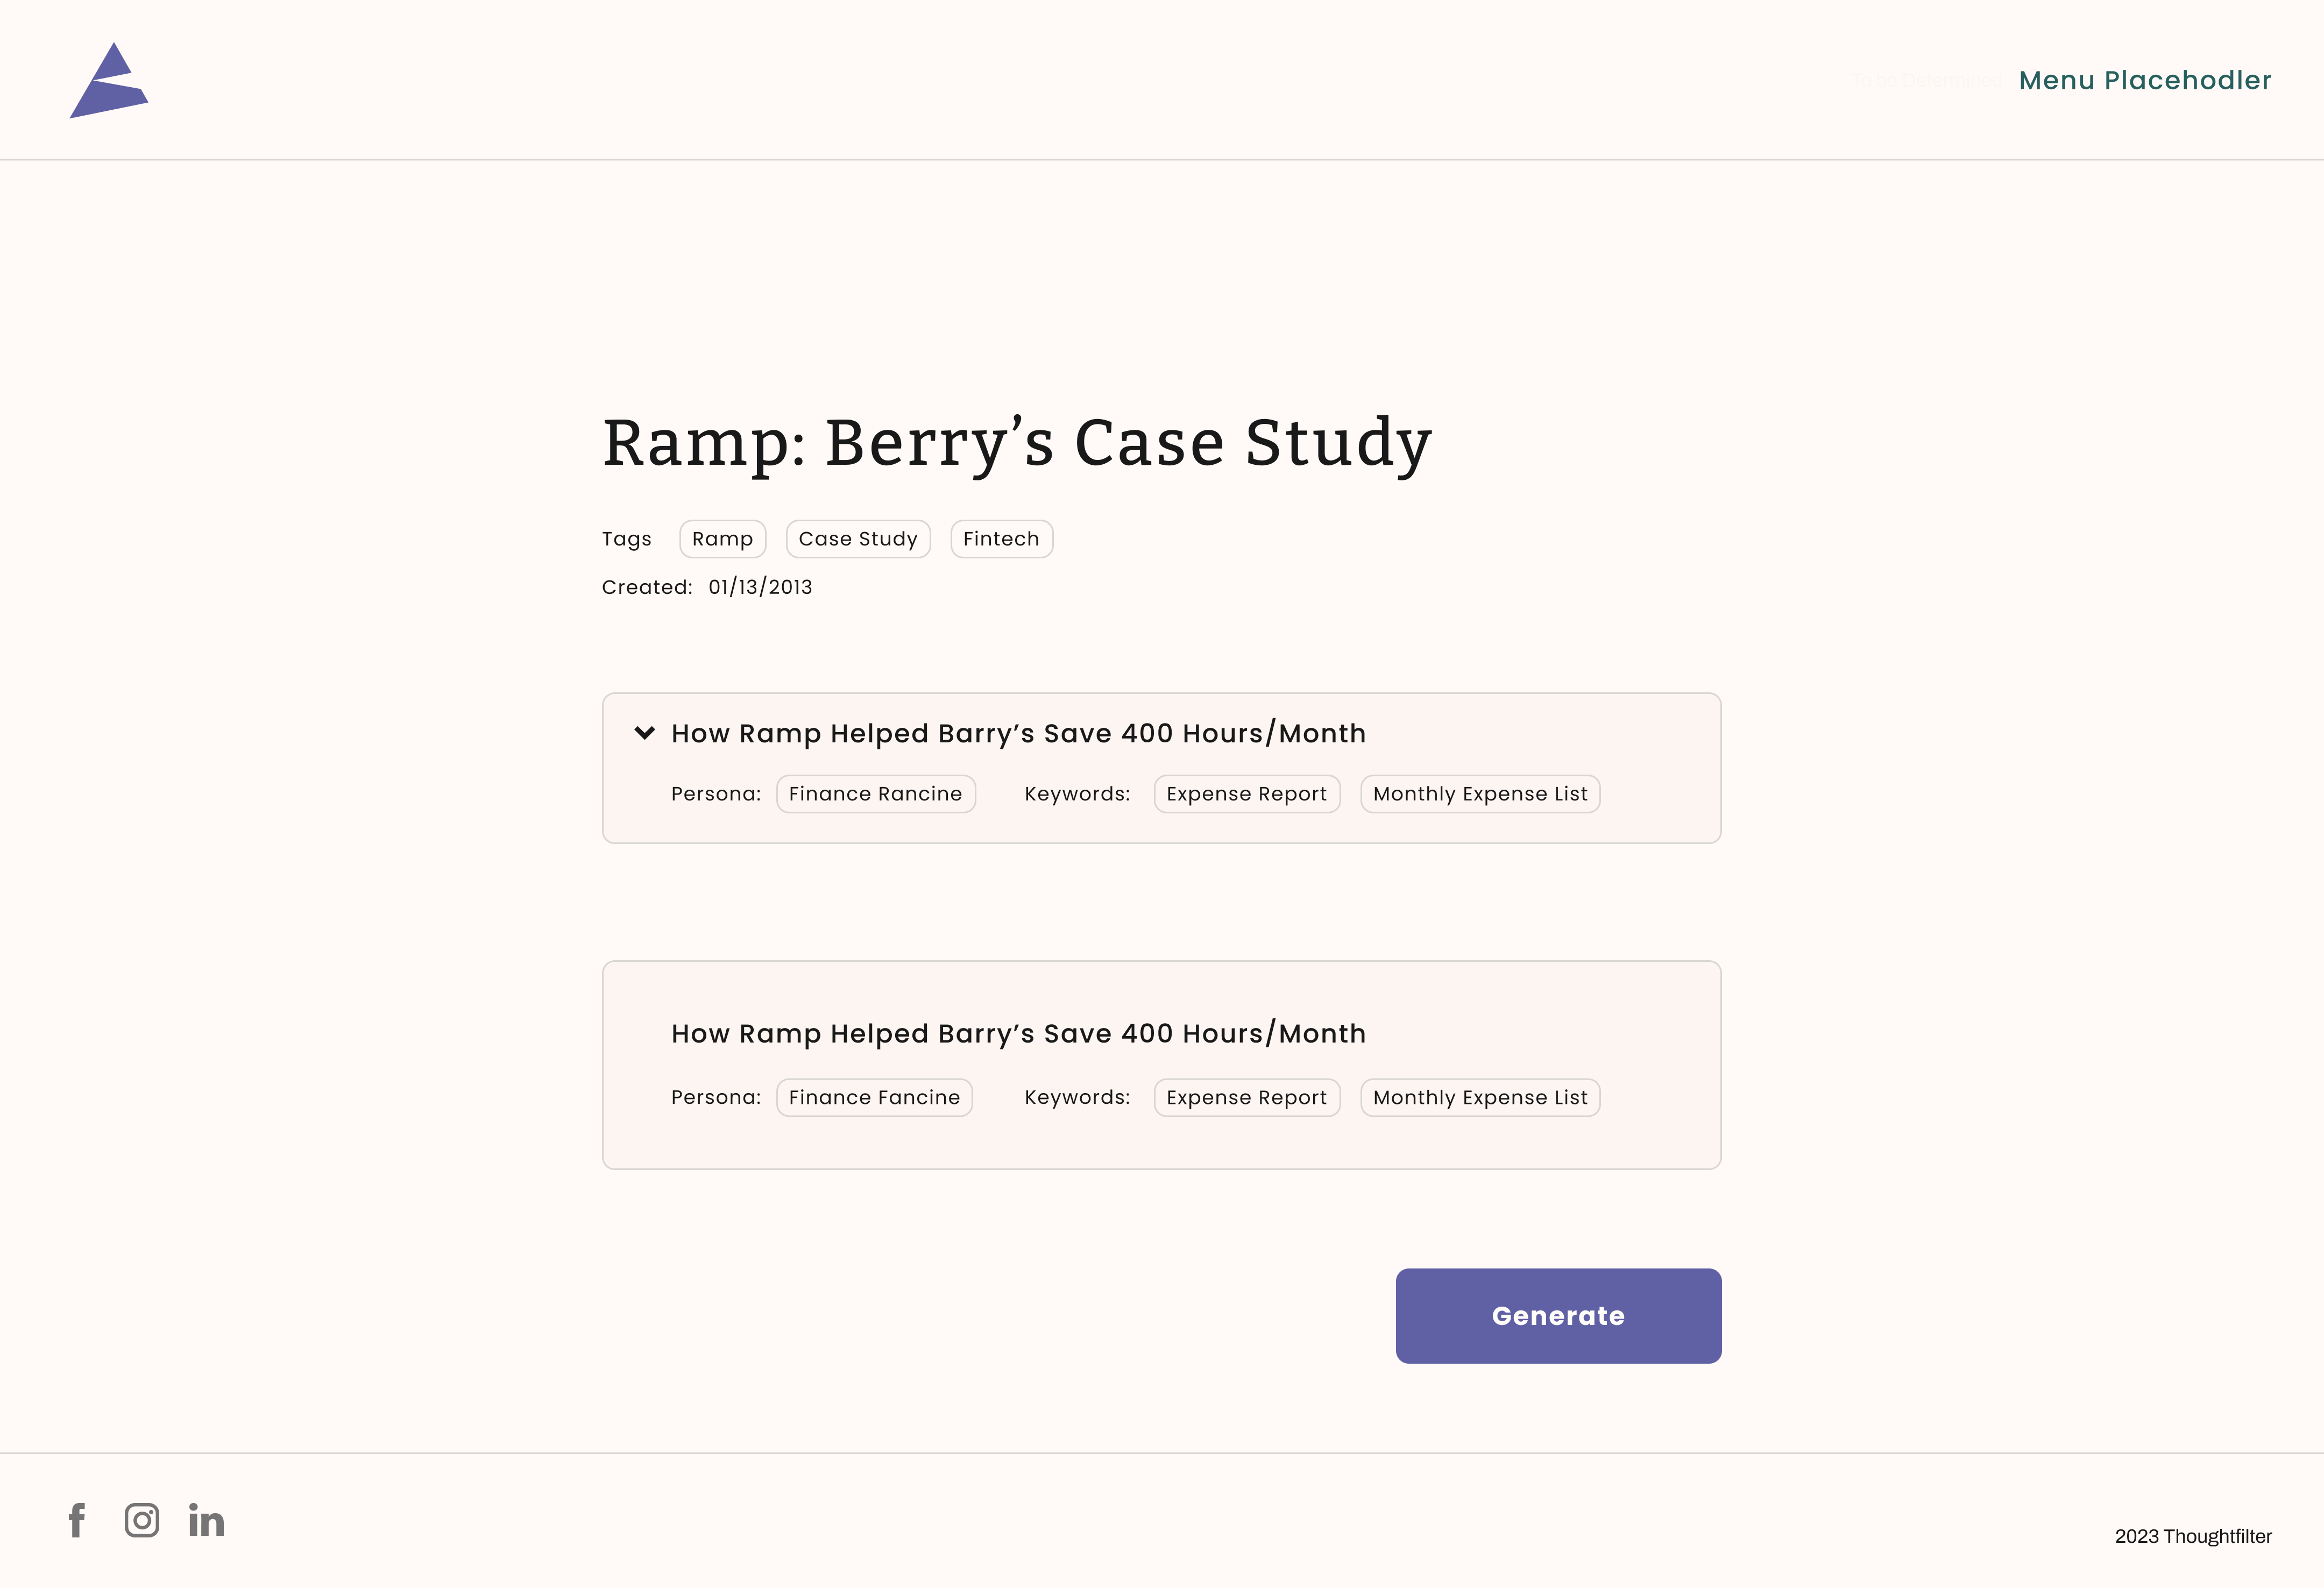 To be Determined Menu Placehodler
Ramp: Berry’s Case Study
Tags Ramp Case Study Fintech
Created: 01/13/2013
How Ramp Helped Barry’s Save 400 Hours/Month
Persona: Finance Rancine Keywords: Expense Report Monthly Expense List
How Ramp Helped Barry’s Save 400 Hours/Month
Persona: Finance Fancine Keywords: Expense Report Monthly Expense List
Generate
2023 Thoughtfilter